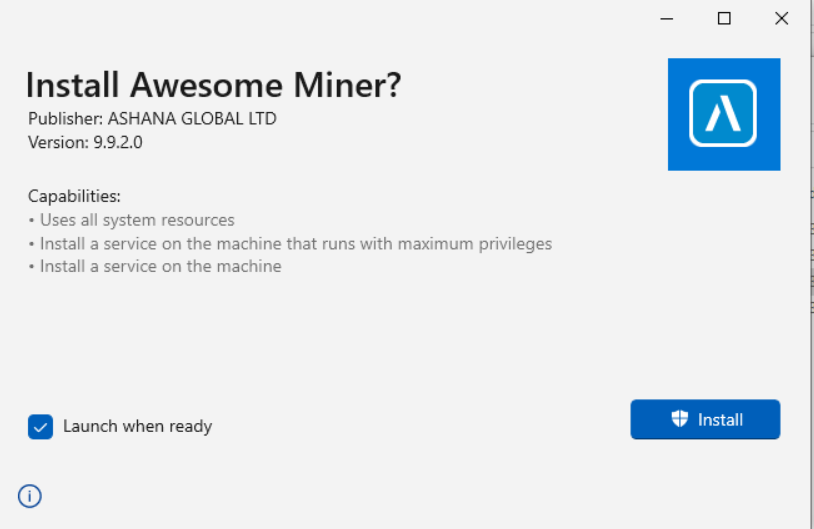 Install Awesome Miner?
Publisher: ASHANA GLOBAL LTD
Version: 9.9.2.0
Capabilities:
• Uses all system resources
• Install a service on the machine that runs with maximum privileges
• Install a service on the machine
Launch when ready
Install